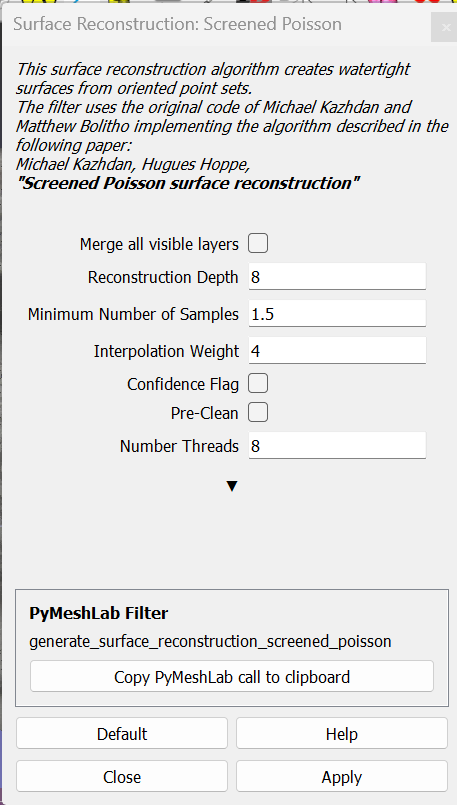 Surface Reconstruction: Screened Poisson
This surface reconstruction algorithm creates watertight
surfaces from oriented point sets.
The filter uses the original code of Michael Kazhdan and
Matthew Bolitho implementing the algorithm described in the
following paper:
Michael Kazhdan, Hugues Hoppe,
"Screened Poisson surface reconstruction"
Merge all visible layers
Reconstruction Depth 8
Minimum Number of Samples 1.5
Interpolation Weight 4
Confidence Flag
Pre-Clean
Number Threads 8
PyMeshLab Filter
generate_surface_reconstruction_screened_poisson
Copy PyMeshLab call to clipboard
Default Help
Close Apply